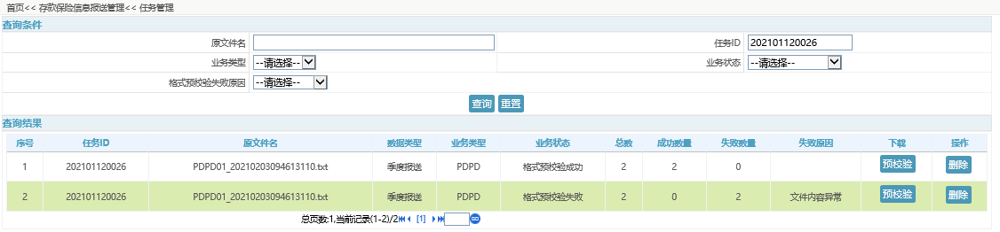 首页<< 存款保险信息报送管理<< 任务管理
查询条件
原文件名 任务ID 202101120026
业务类型 --请选择-- 业务状态 --请选择--
格式预校验失败原因 --请选择--
查询 重置
查询结果
序号 任务ID 原文件名 数据类型 业务类型 业务状态 总数 成功数量 失败数量 失败原因 下载 操作
1 202101120026 PDPD01_20210203094613110.txt 季度报送 PDPD 格式预校验成功 2 2 0 预校验 删除
2 202101120026 PDPD01_20210203094613110.txt 季度报送 PDPD 格式预校验失败 2 0 2 文件内容异常 预校验 删除
总页数:1,当前记录(1-2)/2 [1] GO